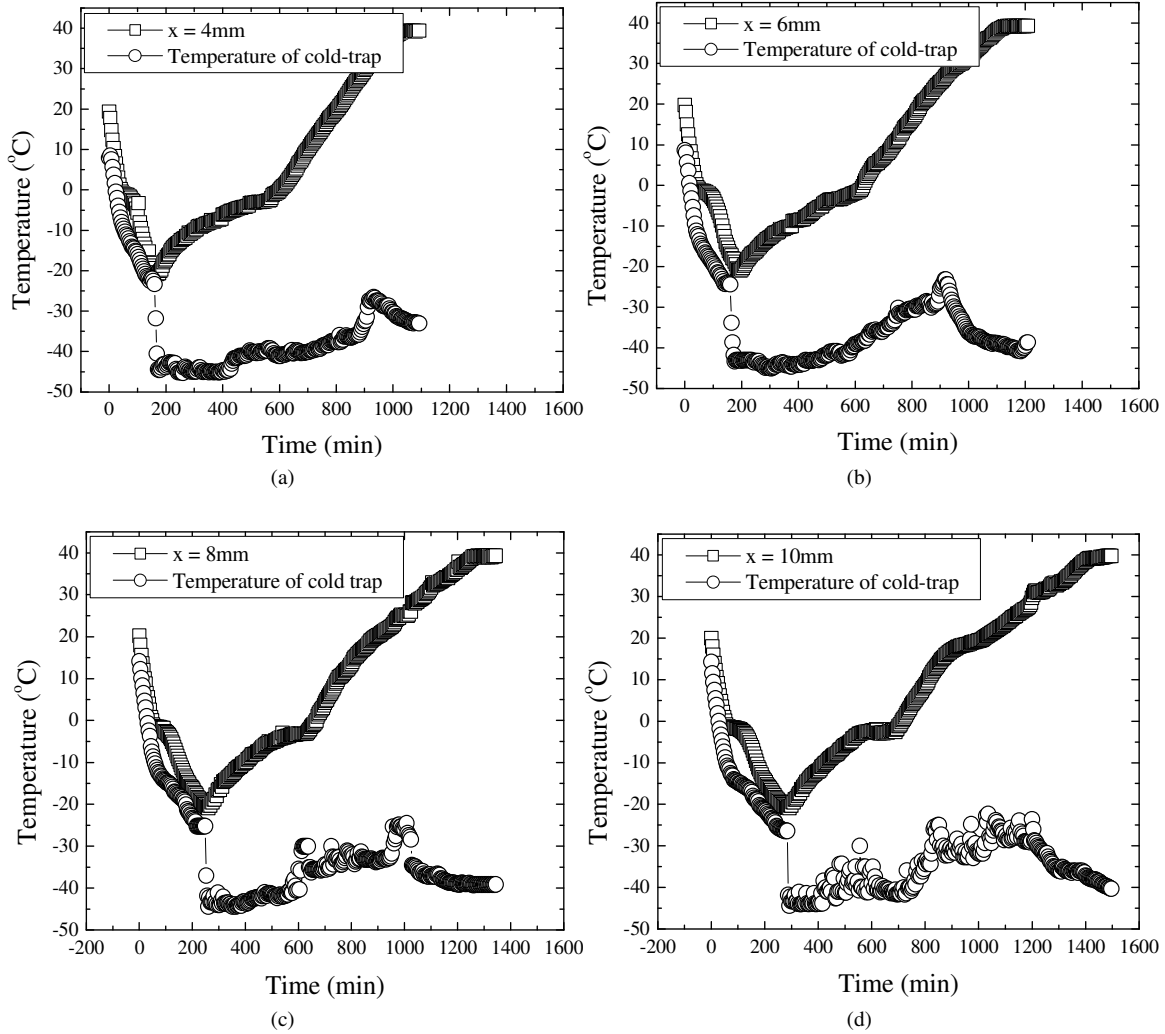 x = 4mm
Temperature of cold-trap
40
30
20
10
0
-10
-20
-30
-40
-50
Temperature (°C)
0 200 400 600 800 1000 1200 1400 1600
Time (min)
(a)
x = 6mm
Temperature of cold-trap
40
30
20
10
0
-10
-20
-30
-40
-50
Temperature (°C)
0 200 400 600 800 1000 1200 1400 1600
Time (min)
(b)
x = 8mm
Temperature of cold trap
40
30
20
10
0
-10
-20
-30
-40
-50
Temperature (°C)
-200 0 200 400 600 800 1000 1200 1400 1600
Time (min)
(c)
x = 10mm
Temperature of cold-trap
40
30
20
10
0
-10
-20
-30
-40
-50
Temperature (°C)
-200 0 200 400 600 800 1000 1200 1400 1600
Time (min)
(d)